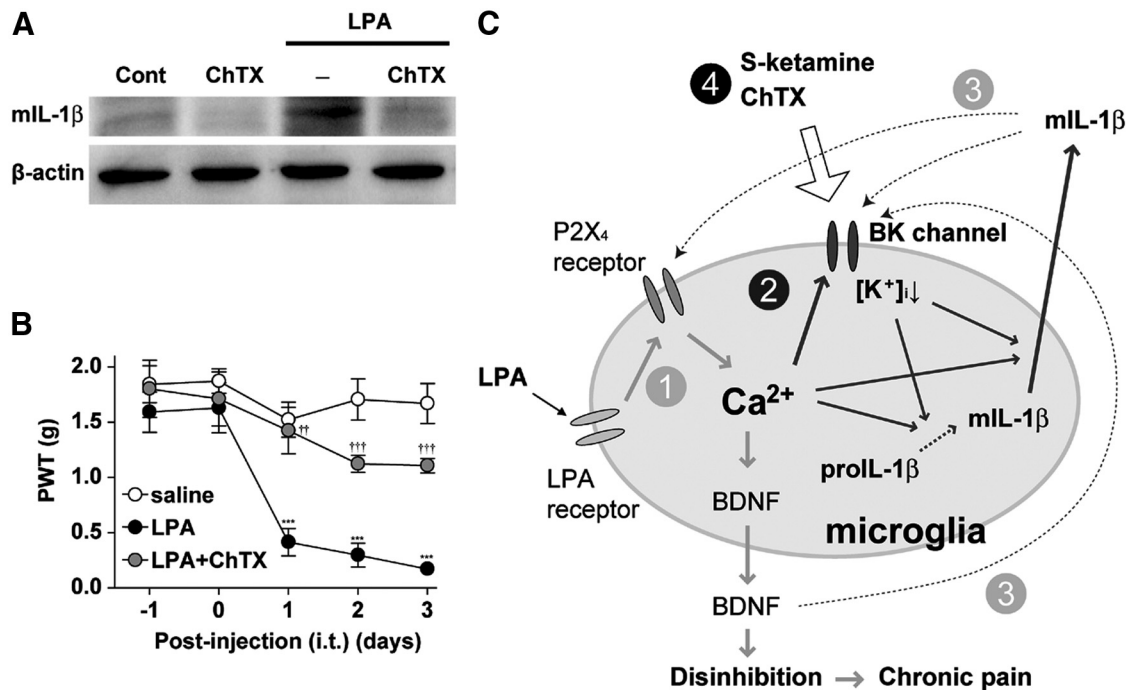 A
LPA
Cont ChTX – ChTX
mIL-1β
β-actin
B
PWT (g)
2.0
1.5
1.0
0.5
0.0
††
†††
†††
***
***
***
saline
LPA
LPA+ChTX
-1 0 1 2 3
Post-injection (i.t.) (days)
C
4
S-ketamine
ChTX
3
mIL-1β
P2X₄
receptor
BK channel
2
[K⁺]ᵢ↓
LPA
1
Ca²⁺
mIL-1β
proIL-1β
LPA
receptor
BDNF
microglia
BDNF
3
Disinhibition → Chronic pain